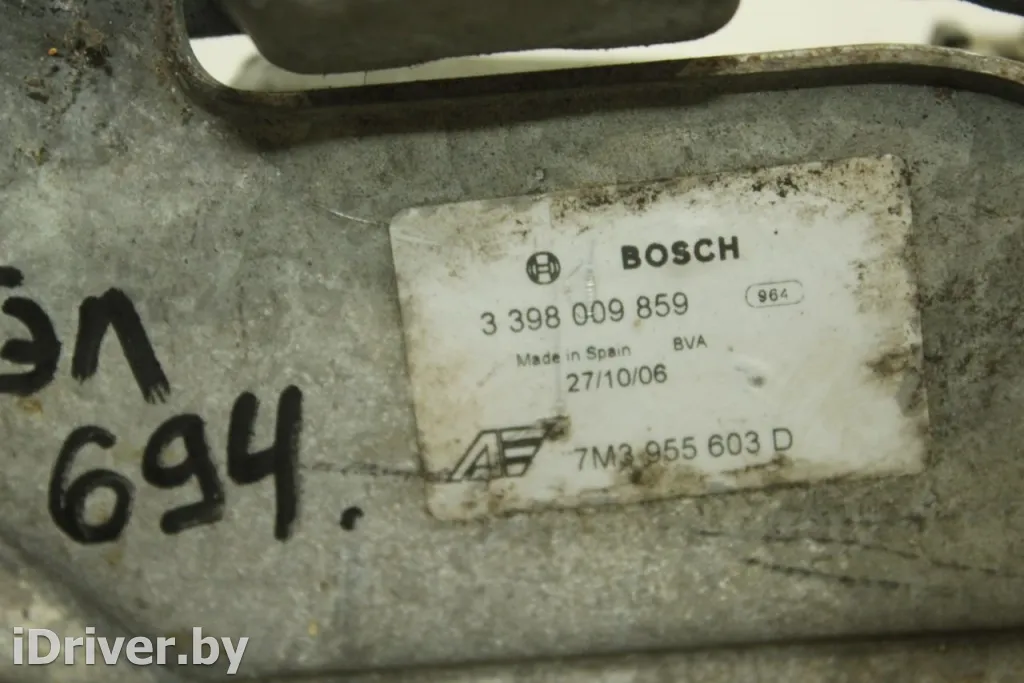 BOSCH
3 398 009 859 964
Made in Spain BVA
27/10/06
7M3 955 603 D
эл
694.
iDriver.by